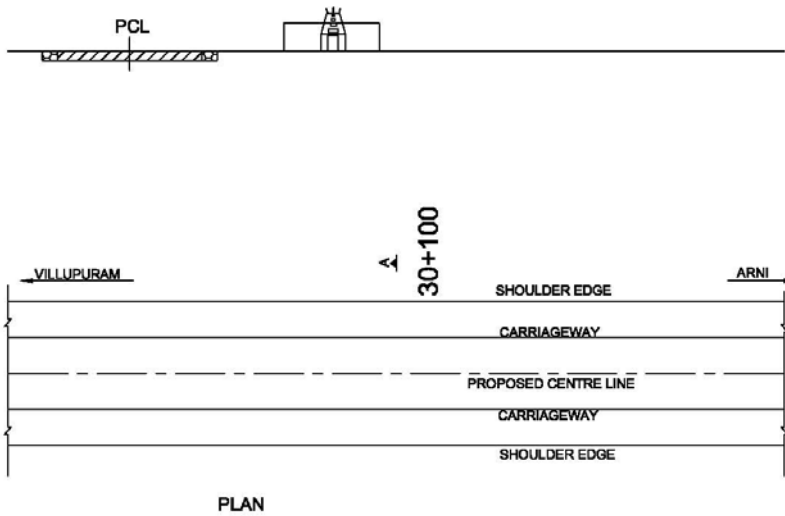 PCL
A
30+100
VILLUPURAM
ARNI
SHOULDER EDGE
CARRIAGEWAY
PROPOSED CENTRE LINE
CARRIAGEWAY
SHOULDER EDGE
PLAN